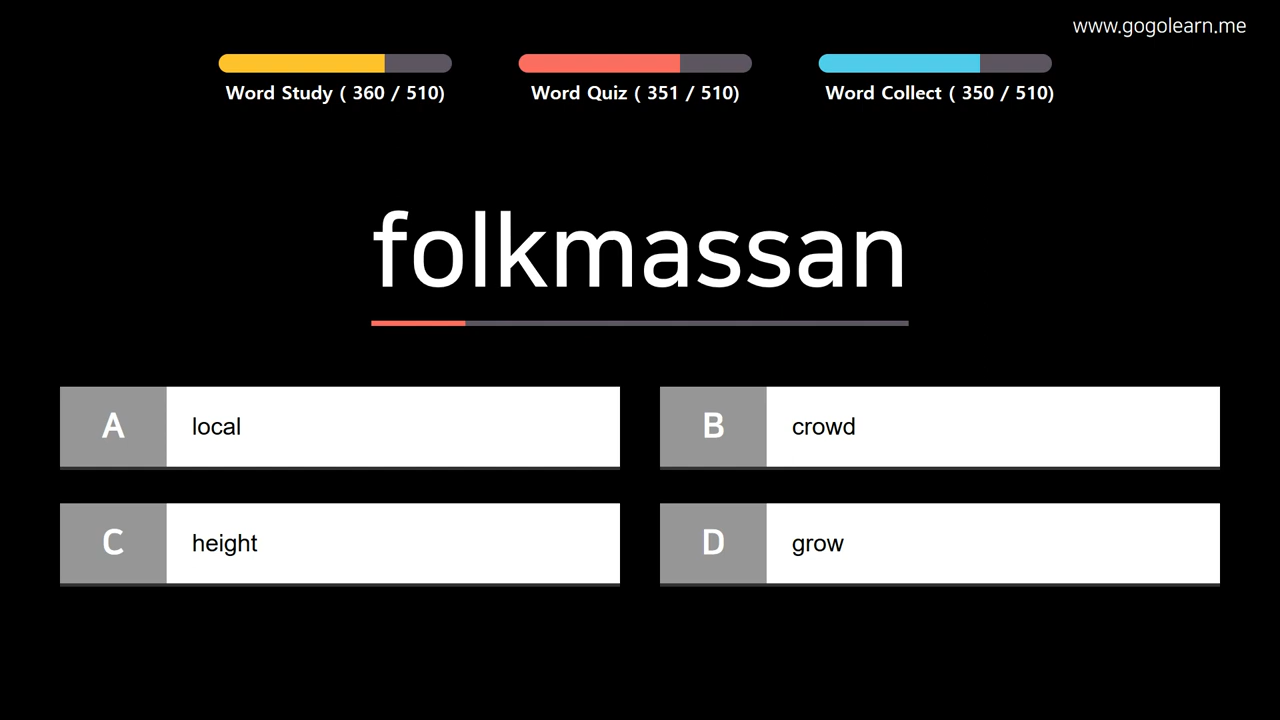 www.gogolearn.me
Word Study ( 360 / 510)
Word Quiz ( 351 / 510)
Word Collect ( 350 / 510)
folkmassan
A local
B crowd
C height
D grow